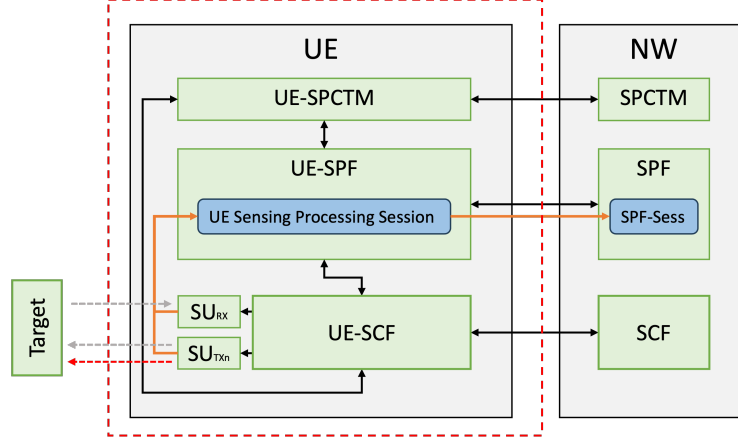 UE
NW
UE-SPCTM
SPCTM
UE-SPF
SPF
UE Sensing Processing Session
SPF-Sess
Target
SURX
UE-SCF
SCF
SUTXn